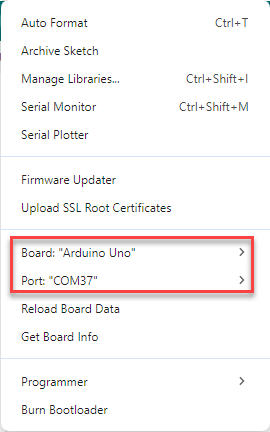 Auto Format Ctrl+T
Archive Sketch
Manage Libraries... Ctrl+Shift+I
Serial Monitor Ctrl+Shift+M
Serial Plotter
Firmware Updater
Upload SSL Root Certificates
Board: "Arduino Uno"
Port: "COM37"
Reload Board Data
Get Board Info
Programmer
Burn Bootloader